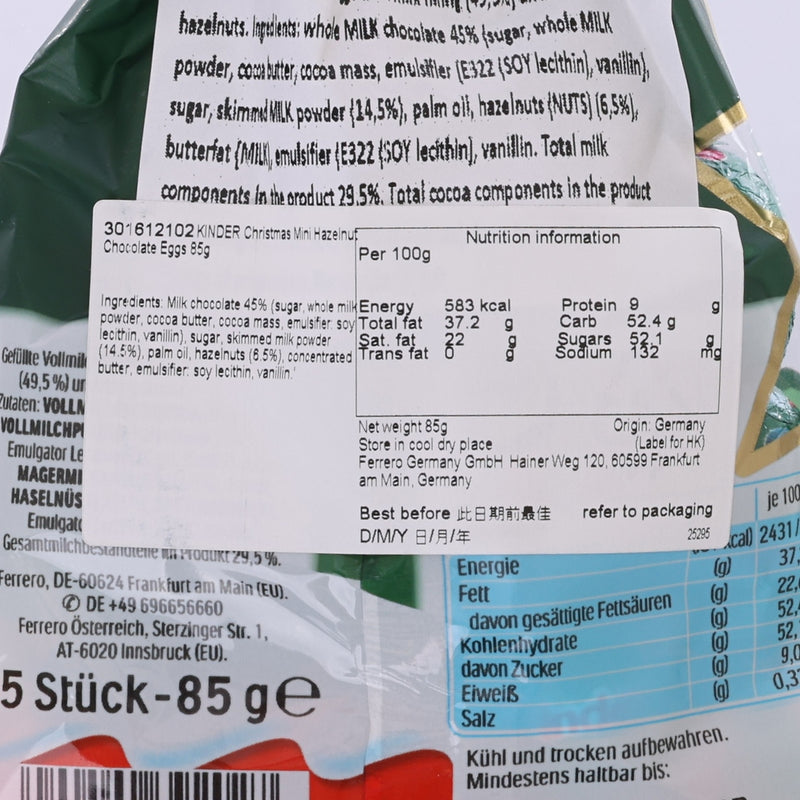 hazelnuts. Ingredients: whole MILK chocolate 45% (sugar, whole MILK
powder, cocoa butter, cocoa mass, emulsifier (E322 (SOY lecithin), vanillin),
sugar, skimmed MILK powder (14,5%), palm oil, hazelnuts (NUTS) (6,5%),
butterfat (MILK), emulsifier (E322 (SOY lecithin), vanillin. Total milk
components in the product 29.5%. Total cocoa components in the product
301612102 KINDER Christmas Mini Hazelnut
Chocolate Eggs 85g
Ingredients: Milk chocolate 45% (sugar, whole milk
powder, cocoa butter, cocoa mass, emulsifier: soy
lecithin, vanillin), sugar, skimmed milk powder
(14.5%), palm oil, hazelnuts (6.5%), concentrated
butter, emulsifier: soy lecithin, vanillin.'
Nutrition information
Per 100g
Energy 583 kcal Protein 9 g
Total fat 37.2 g Carb 52.4 g
Sat. fat 22 g Sugars 52.1 g
Trans fat 0 g Sodium 132 mg
Net weight 85g Origin: Germany
Store in cool dry place (Label for HK)
Ferrero Germany GmbH Hainer Weg 120, 60599 Frankfurt
am Main, Germany
Best before 此日期前最佳 refer to packaging
D/M/Y 日/月/年 25295
Gefüllte Vollmil
(49,5%) un
Zutaten: VOLLM
VOLLMILCHPU
Emulgator Le
MAGERMI
HASELNÜS
Emulgato
Gesamtmilchbestandteile im Produkt 29,5%.
Ferrero, DE-60624 Frankfurt am Main (EU).
✆ DE +49 696656660
Ferrero Österreich, Sterzinger Str. 1,
AT-6020 Innsbruck (EU).
5 Stück-85 g℮
je 100
kcal) 2431/
Energie
(g) 37,
Fett
(g) 22,
davon gesättigte Fettsäuren
(g) 52,
Kohlenhydrate
(g) 52,
davon Zucker
(g) 9,0
Eiweiß
(g) 0,3
Salz
Kühl und trocken aufbewahren.
Mindestens haltbar bis: